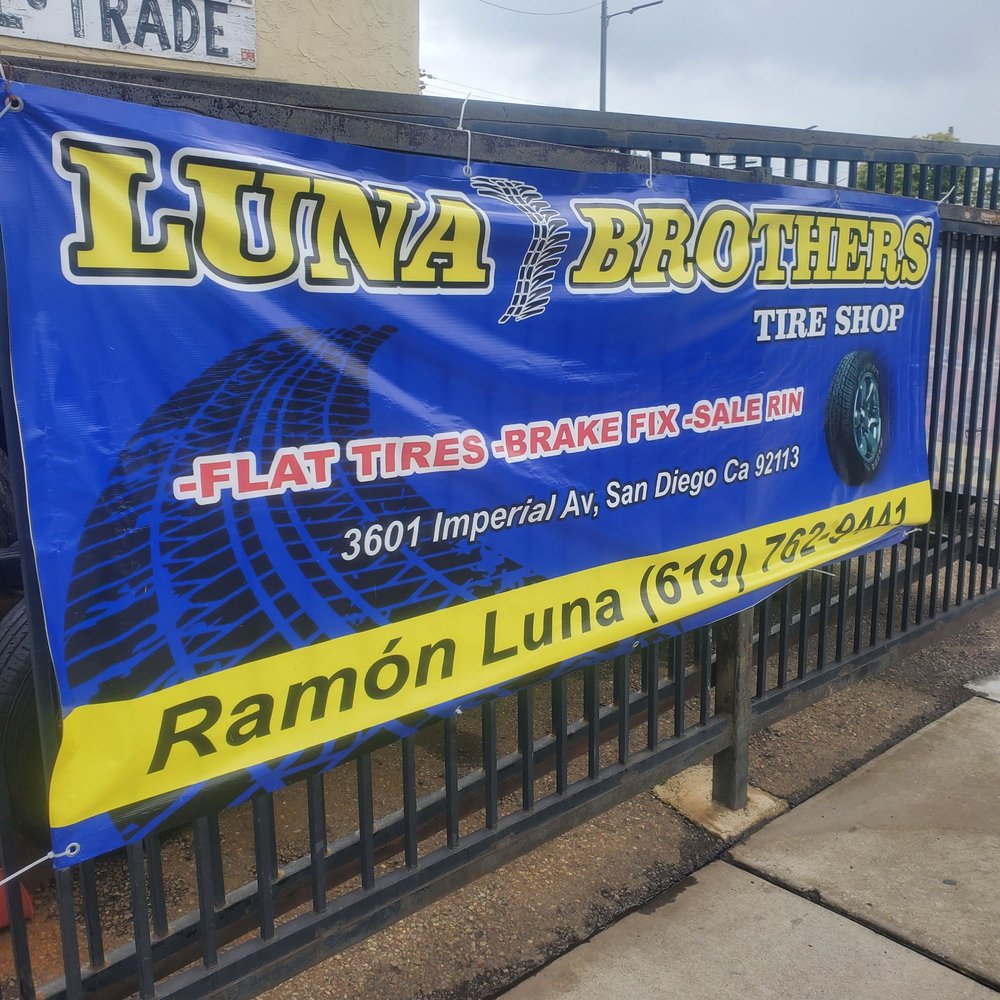 TRADE
LUNA BROTHERS
TIRE SHOP
-FLAT TIRES -BRAKE FIX -SALE RIN
3601 Imperial Av, San Diego Ca 92113
Ramón Luna (619) 762-9441